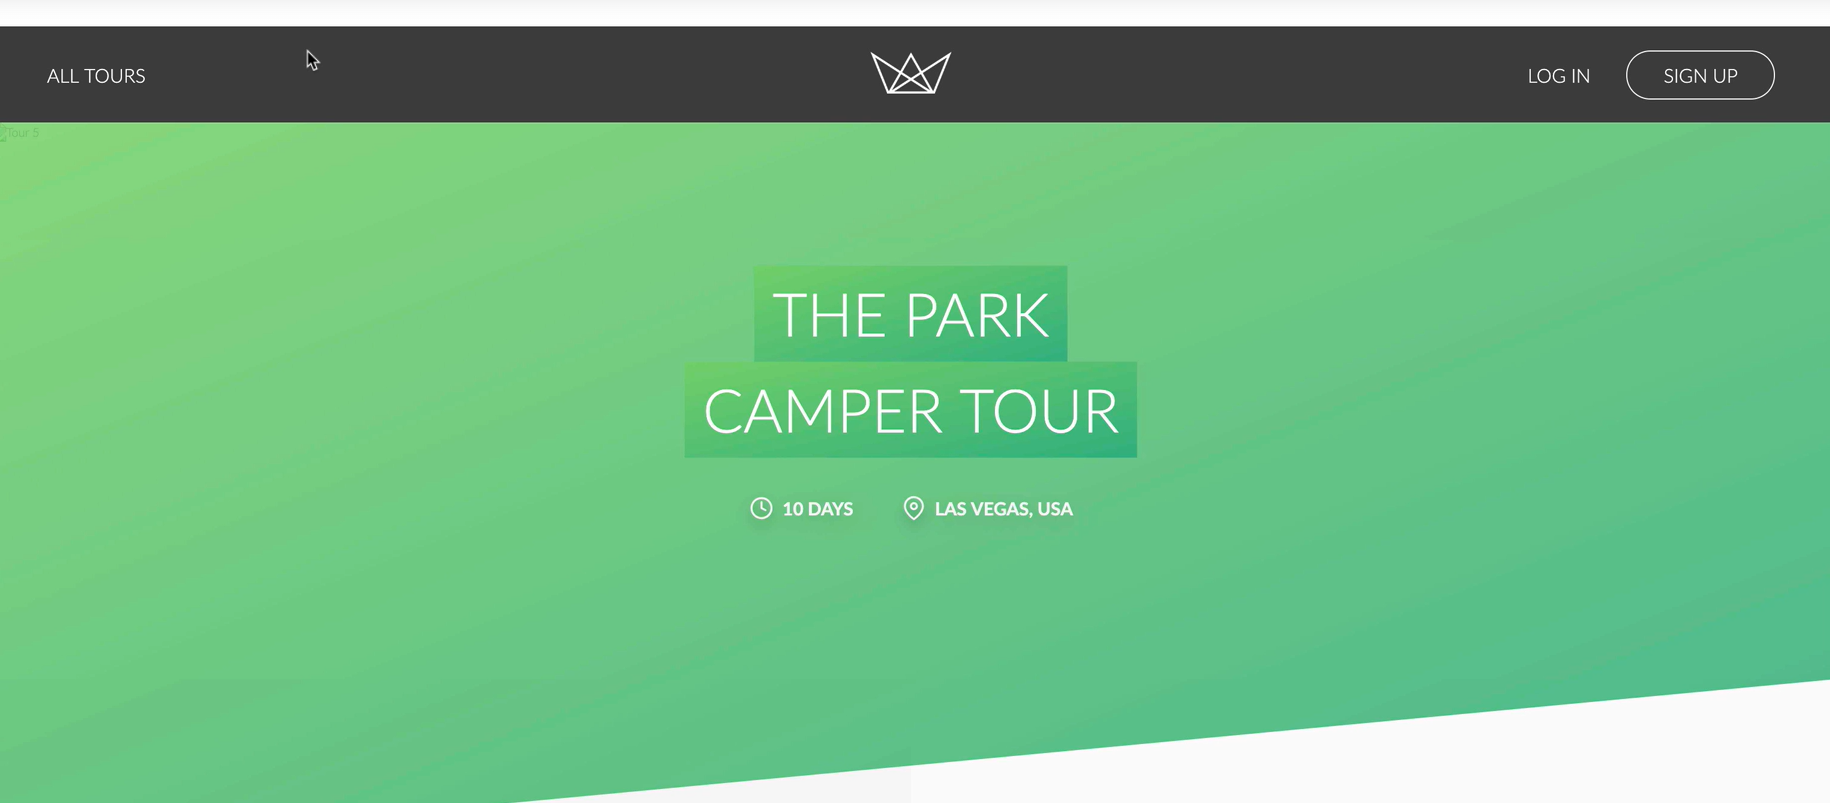 ALL TOURS
LOG IN
SIGN UP
Tour 5
THE PARK
CAMPER TOUR
10 DAYS
LAS VEGAS, USA